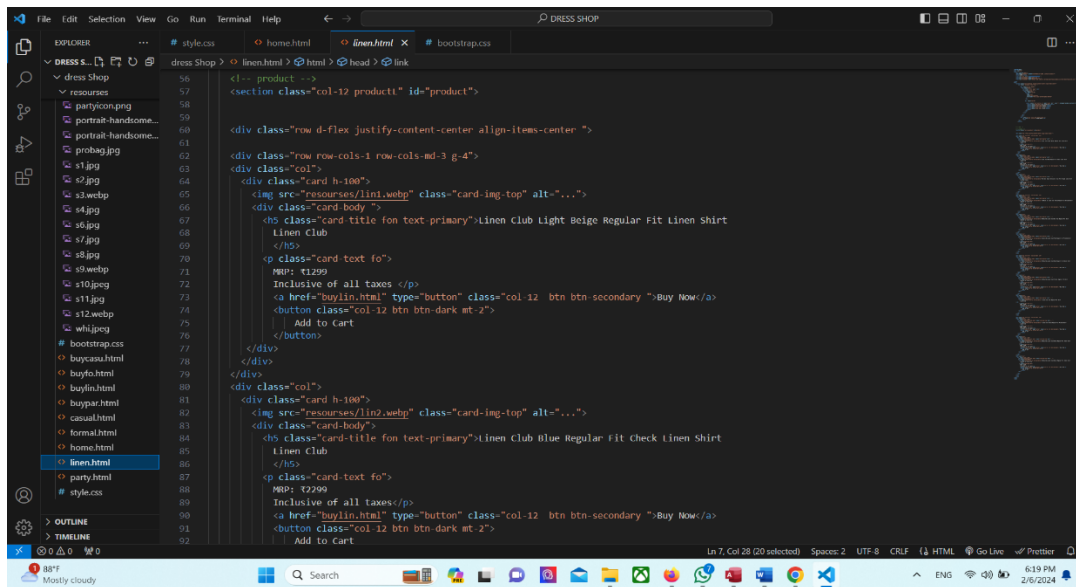 File Edit Selection View Go Run Terminal Help
DRESS SHOP
EXPLORER
# style.css
home.html
linen.html
# bootstrap.css
DRESS S...
dress Shop > linen.html > html > head > link
dress Shop
resourses
partyicon.png
portrait-handsome...
portrait-handsome...
probag.jpg
s1.jpg
s2.jpg
s3.webp
s4.jpg
s6.jpg
s7.jpg
s8.jpg
s9.webp
s10.jpeg
s11.jpg
s12.webp
whi.jpeg
# bootstrap.css
buycasu.html
buyfo.html
buylin.html
buypar.html
casual.html
formal.html
home.html
linen.html
party.html
# style.css
OUTLINE
TIMELINE
56 <!-- product -->
57 <section class="col-12 productL" id="product">
58
59
60 <div class="row d-flex justify-content-center align-items-center ">
61
62 <div class="row row-cols-1 row-cols-md-3 g-4">
63 <div class="col">
64 <div class="card h-100">
65 <img src="resourses/lin1.webp" class="card-img-top" alt="...">
66 <div class="card-body ">
67 <h5 class="card-title fon text-primary">Linen Club Light Beige Regular Fit Linen Shirt
68 Linen Club
69 </h5>
70 <p class="card-text fo">
71 MRP: ₹1299
72 Inclusive of all taxes </p>
73 <a href="buylin.html" type="button" class="col-12 btn btn-secondary ">Buy Now</a>
74 <button class="col-12 btn btn-dark mt-2">
75 Add to Cart
76 </button>
77 </div>
78 </div>
79 </div>
80 <div class="col">
81 <div class="card h-100">
82 <img src="resourses/lin2.webp" class="card-img-top" alt="...">
83 <div class="card-body">
84 <h5 class="card-title fon text-primary">Linen Club Blue Regular Fit Check Linen Shirt
85 Linen Club
86 </h5>
87 <p class="card-text fo">
88 MRP: ₹2299
89 Inclusive of all taxes</p>
90 <a href="buylin.html" type="button" class="col-12 btn btn-secondary ">Buy Now</a>
91 <button class="col-12 btn btn-dark mt-2">
92 Add to Cart
0 0 0
Ln 7, Col 28 (20 selected) Spaces: 2 UTF-8 CRLF HTML Go Live Prettier
1
88°F
Mostly cloudy
Search
ENG
6:19 PM
2/6/2024